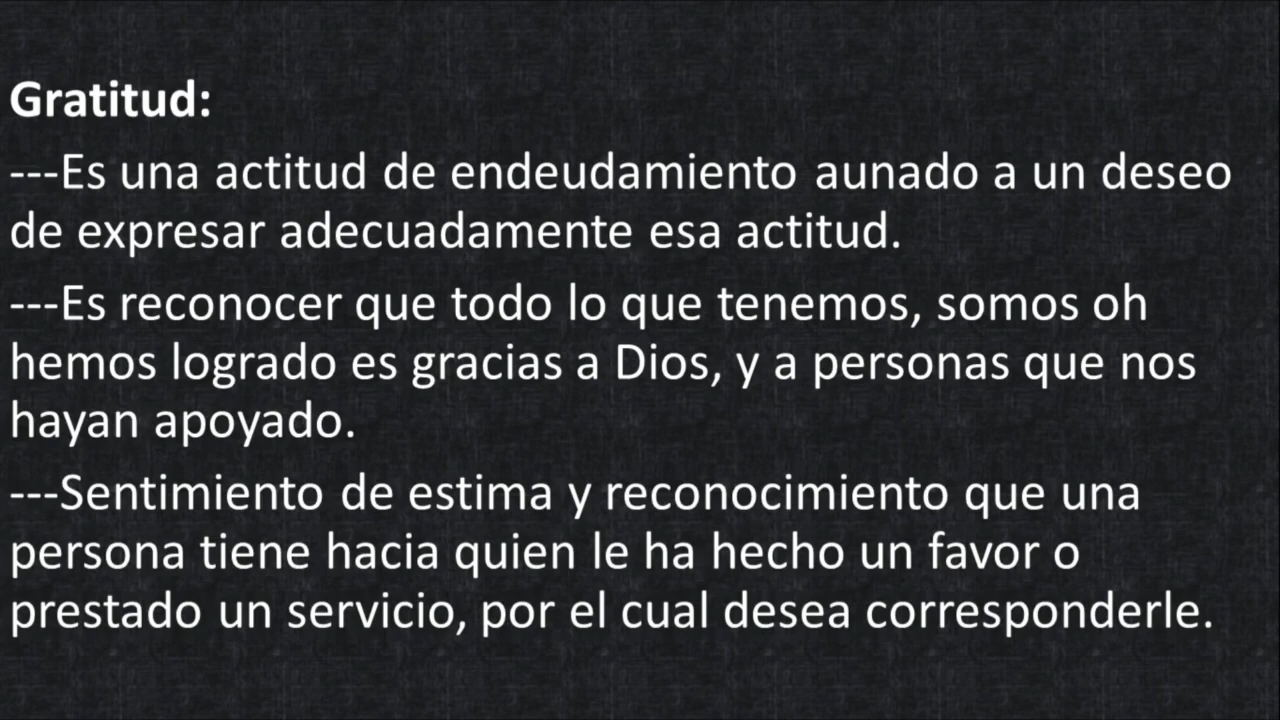 Gratitud:
---Es una actitud de endeudamiento aunado a un deseo
de expresar adecuadamente esa actitud.
---Es reconocer que todo lo que tenemos, somos oh
hemos logrado es gracias a Dios, y a personas que nos
hayan apoyado.
---Sentimiento de estima y reconocimiento que una
persona tiene hacia quien le ha hecho un favor o
prestado un servicio, por el cual desea corresponderle.